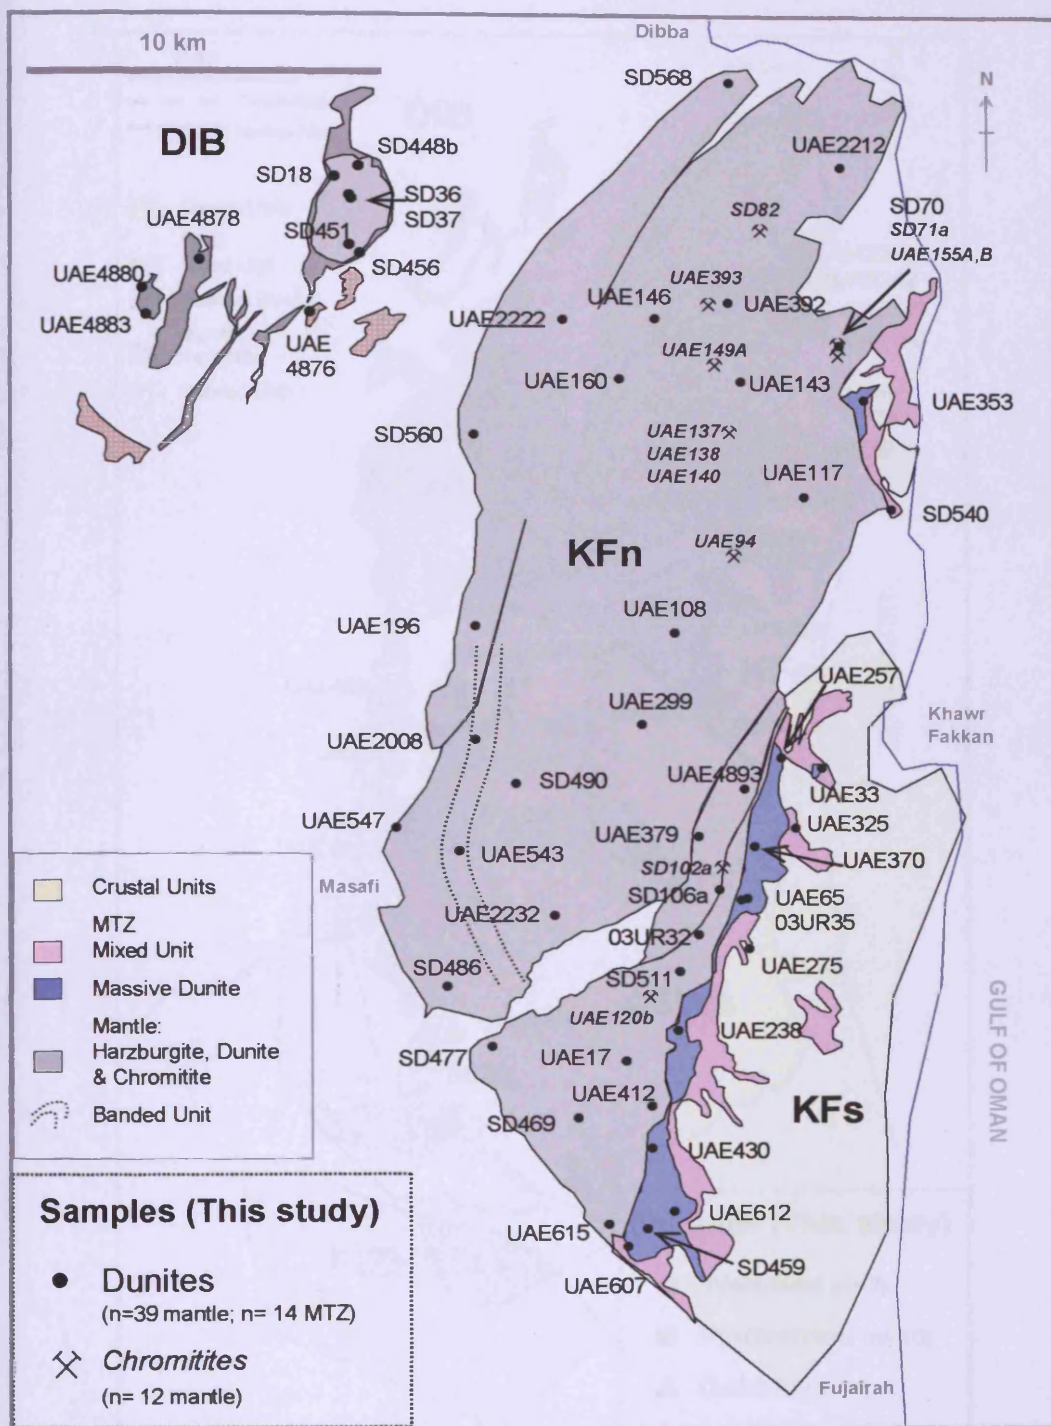 10 km
Dibba
N
DIB
SD568
SD448b
SD18
UAE2212
SD36
SD37
UAE4878
SD82
SD70
SD71a
UAE155A,B
SD451
SD456
UAE4880
UAE393
UAE146
UAE392
UAE4883
UAE2222
UAE
4876
UAE149A
UAE160
UAE143
UAE353
SD560
UAE137
UAE138
UAE140
UAE117
SD540
UAE94
KFn
UAE108
UAE196
UAE257
UAE299
Khawr
Fakkan
UAE2008
UAE4893
SD490
UAE33
UAE547
UAE379
UAE325
UAE543
UAE370
SD102a
Masafi
SD106a
UAE65
03UR35
UAE2232
03UR32
UAE275
SD486
SD511
UAE120b
UAE238
GULF OF OMAN
SD477
UAE17
UAE412
KFs
SD469
UAE430
UAE612
UAE615
SD459
UAE607
Fujairah
Crustal Units
MTZ
Mixed Unit
Massive Dunite
Mantle:
Harzburgite, Dunite
& Chromitite
Banded Unit
Samples (This study)
Dunites
(n=39 mantle; n= 14 MTZ)
Chromitites
(n= 12 mantle)